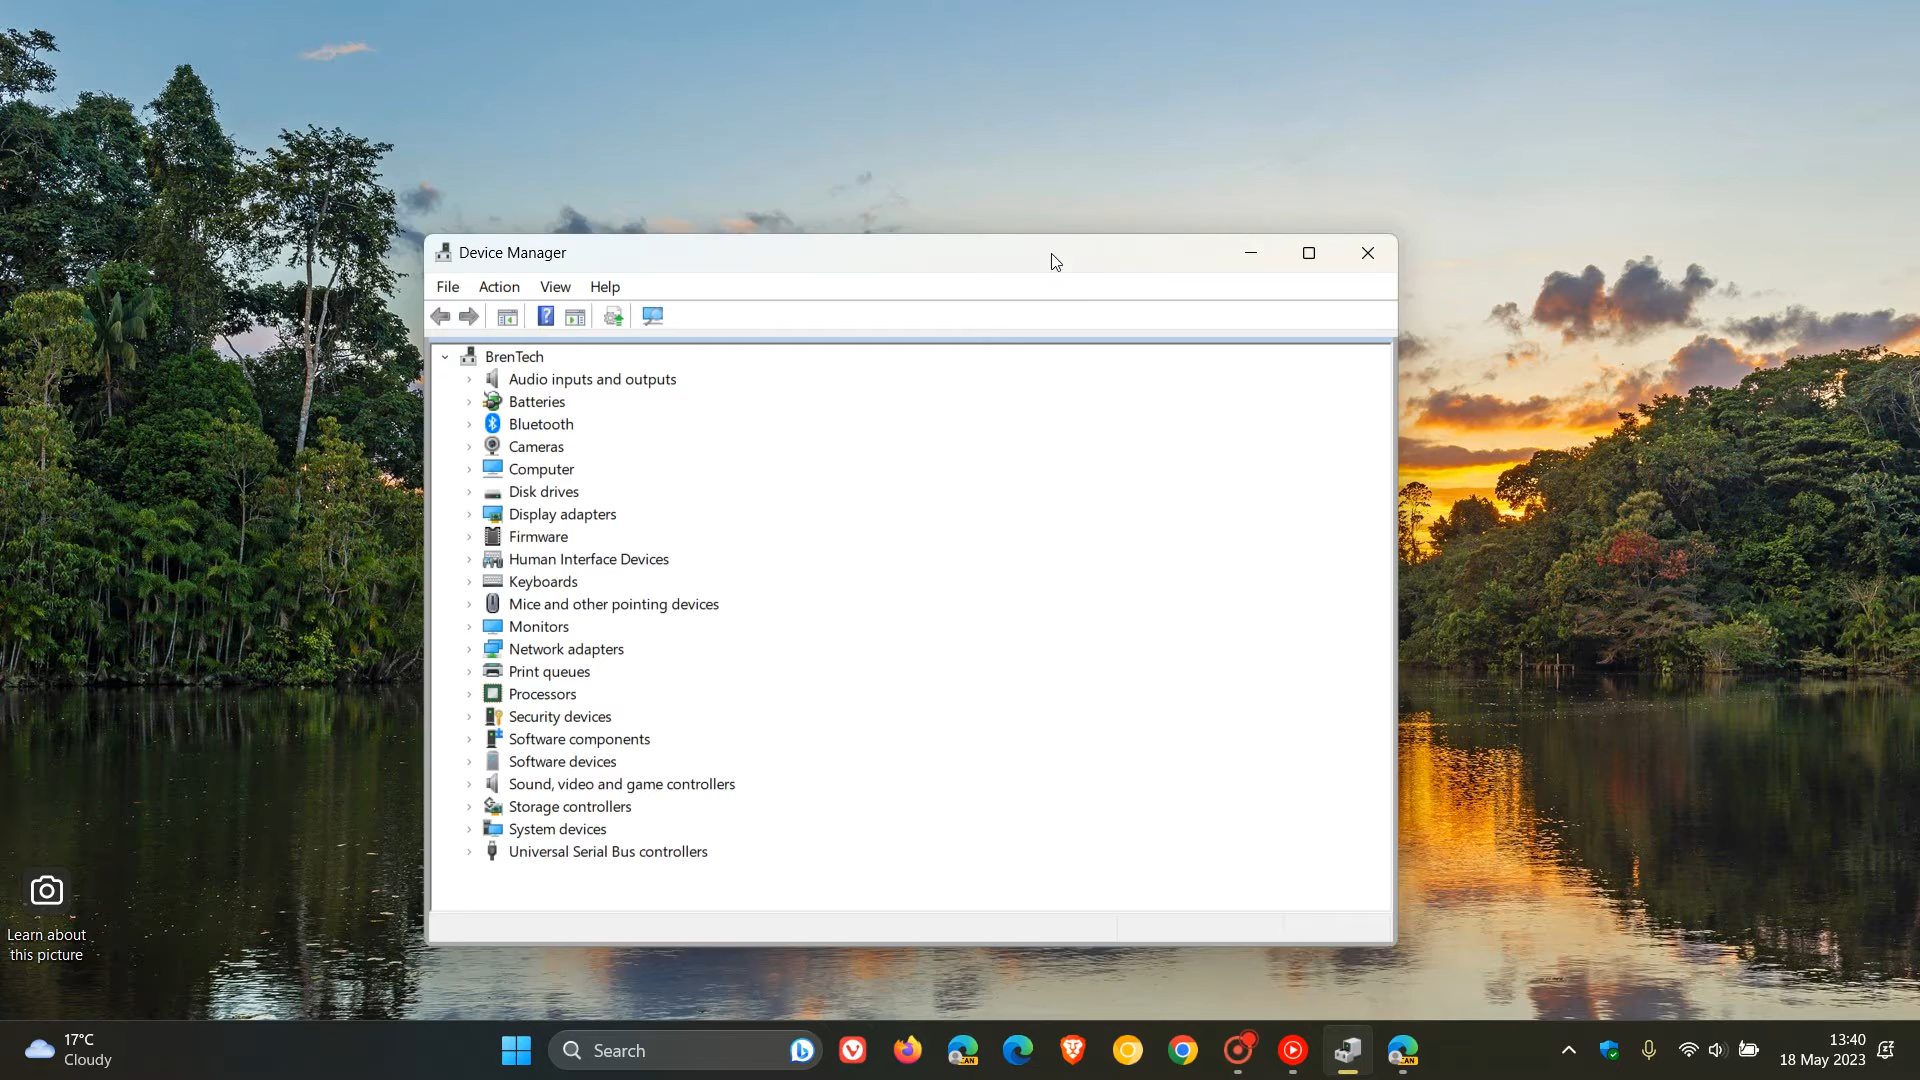 Device Manager
File Action View Help
BrenTech
Audio inputs and outputs
Batteries
Bluetooth
Cameras
Computer
Disk drives
Display adapters
Firmware
Human Interface Devices
Keyboards
Mice and other pointing devices
Monitors
Network adapters
Print queues
Processors
Security devices
Software components
Software devices
Sound, video and game controllers
Storage controllers
System devices
Universal Serial Bus controllers
Learn about
this picture
17°C
Cloudy
Search
CAN
CAN
13:40
18 May 2023